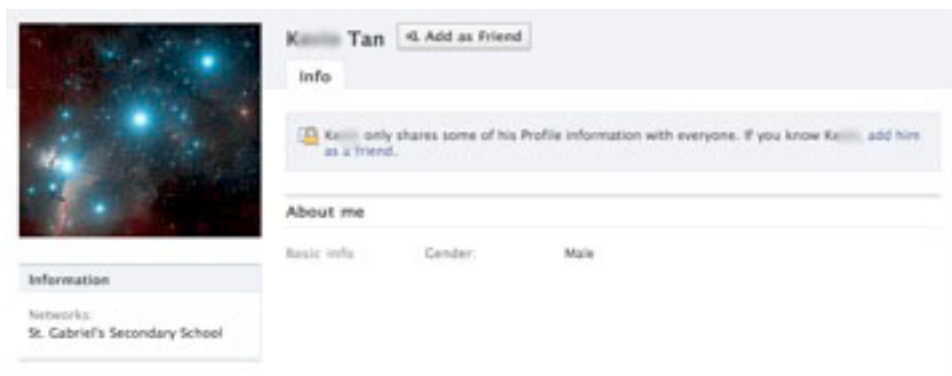 Tan
Add as Friend
Info
only shares some of his Profile information with everyone. If you know
add him
as a friend.
About me
Basic info
Gender:
Male
Information
Networks:
St. Gabriel's Secondary School